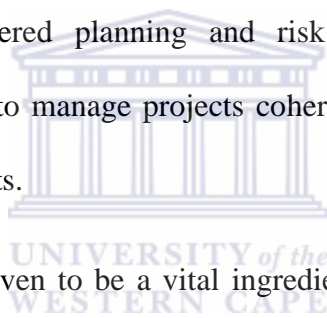 ered planning and risk
to manage projects coher
ts.
UNIVERSITY of the
ven to be a vital ingredie
WESTERN CAPE